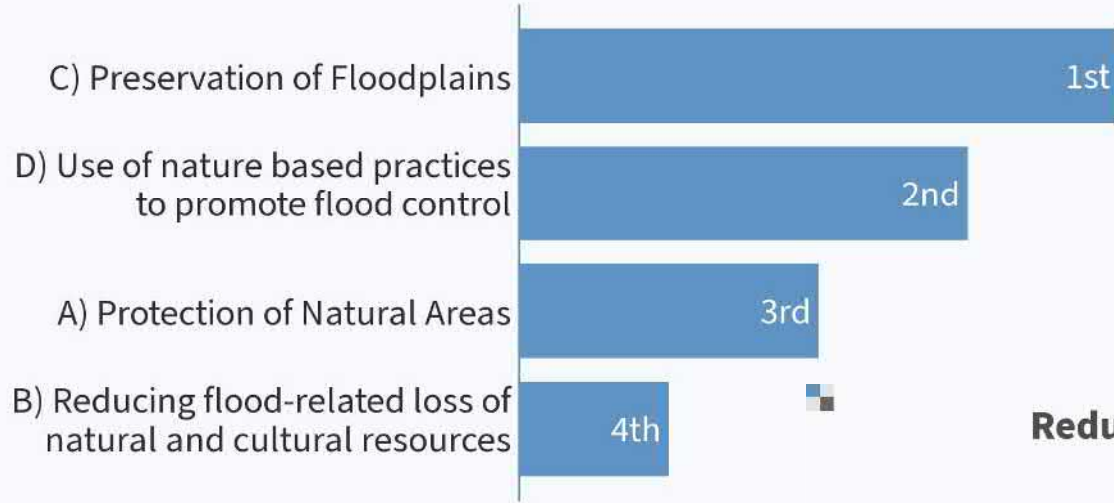 C) Preservation of Floodplains
1st
D) Use of nature based practices
to promote flood control
2nd
A) Protection of Natural Areas
3rd
B) Reducing flood-related loss of
natural and cultural resources
4th